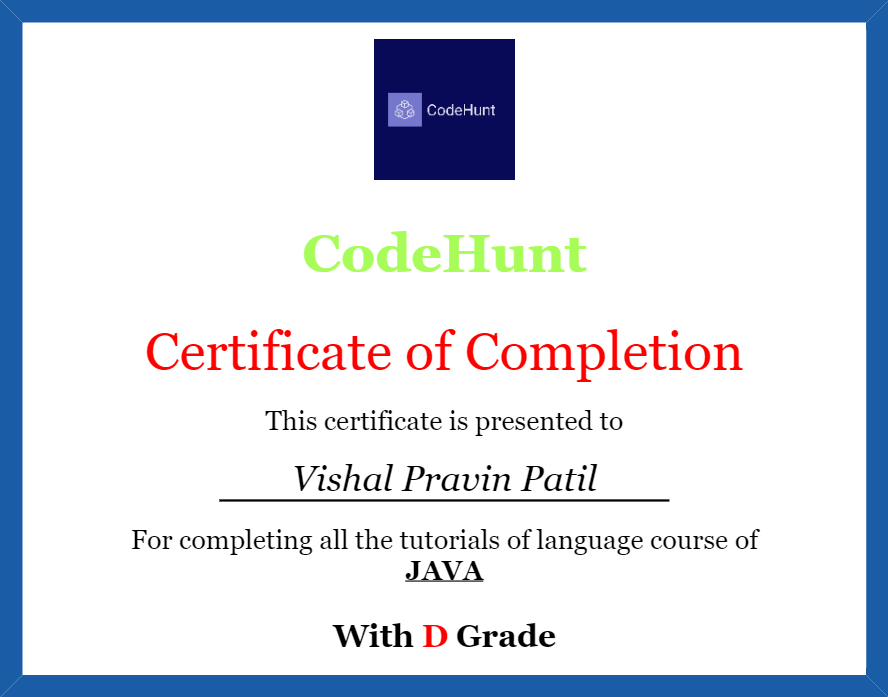 CodeHunt
CodeHunt
Certificate of Completion
This certificate is presented to
Vishal Pravin Patil
For completing all the tutorials of language course of
JAVA
With D Grade